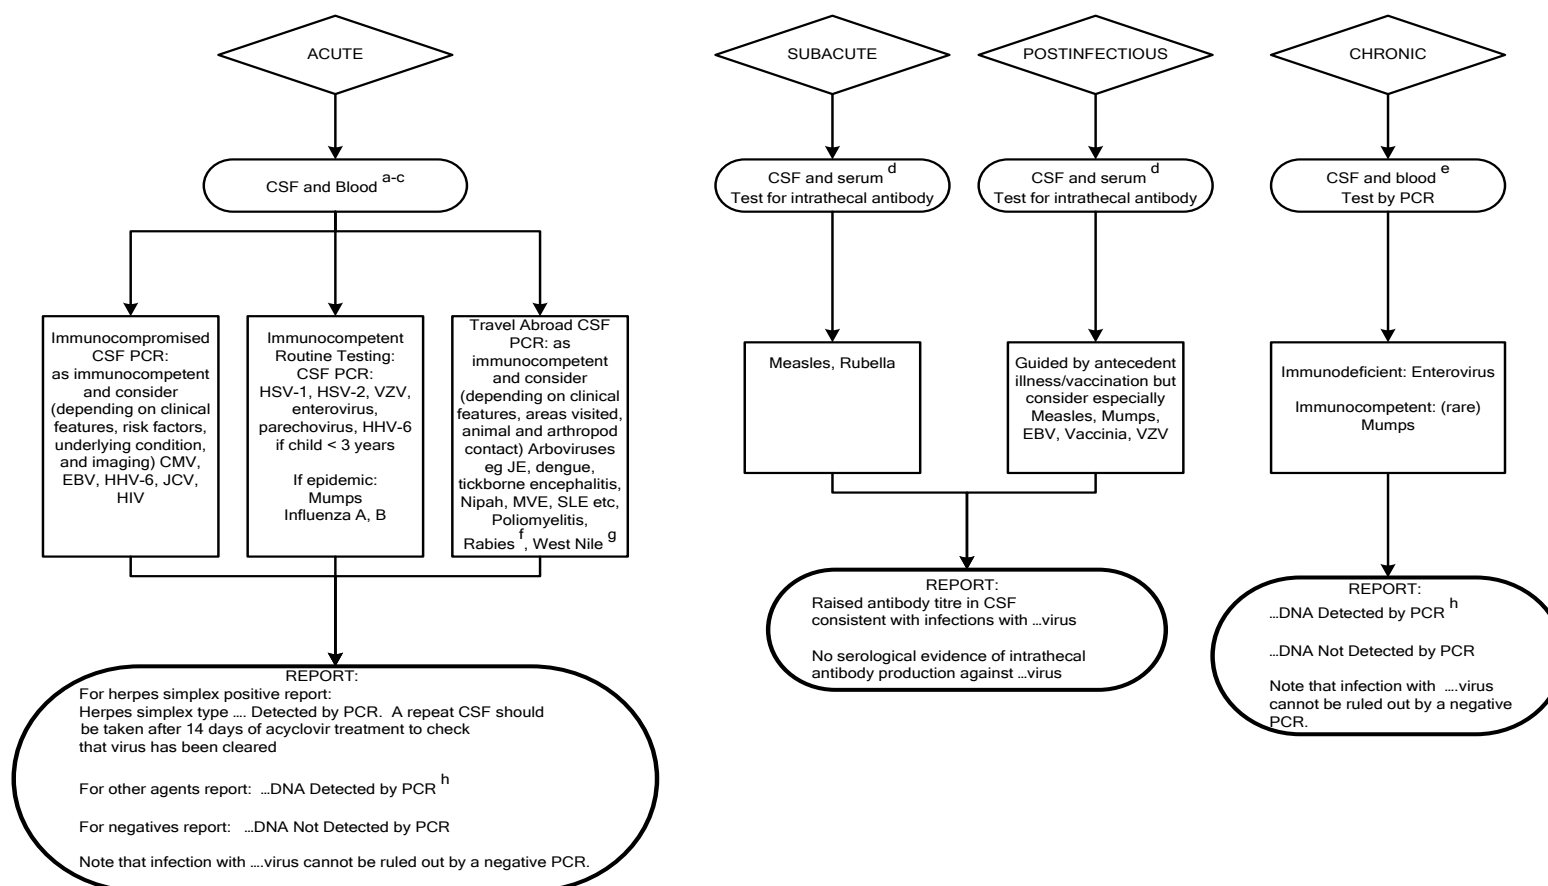 ACUTE
CSF and Blood a-c
Immunocompromised
CSF PCR:
as immunocompetent
and consider
(depending on clinical
features, risk factors,
underlying condition,
and imaging) CMV,
EBV, HHV-6, JCV,
HIV
Immunocompetent
Routine Testing:
CSF PCR:
HSV-1, HSV-2, VZV,
enterovirus,
parechovirus, HHV-6
if child < 3 years
If epidemic:
Mumps
Influenza A, B
Travel Abroad CSF
PCR: as
immunocompetent
and consider
(depending on clinical
features, areas visited,
animal and arthropod
contact) Arboviruses
eg JE, dengue,
tickborne encephalitis,
Nipah, MVE, SLE etc,
Poliomyelitis,
Rabies f, West Nile g
REPORT:
For herpes simplex positive report:
Herpes simplex type .... Detected by PCR. A repeat CSF should
be taken after 14 days of acyclovir treatment to check
that virus has been cleared
For other agents report: ...DNA Detected by PCR h
For negatives report: ...DNA Not Detected by PCR
Note that infection with ....virus cannot be ruled out by a negative PCR.
SUBACUTE
CSF and serum d
Test for intrathecal antibody
Measles, Rubella
POSTINFECTIOUS
CSF and serum d
Test for intrathecal antibody
Guided by antecedent
illness/vaccination but
consider especially
Measles, Mumps,
EBV, Vaccinia, VZV
REPORT:
Raised antibody titre in CSF
consistent with infections with ...virus
No serological evidence of intrathecal
antibody production against ...virus
CHRONIC
CSF and blood e
Test by PCR
Immunodeficient: Enterovirus
Immunocompetent: (rare)
Mumps
REPORT:
...DNA Detected by PCR h
...DNA Not Detected by PCR
Note that infection with ....virus
cannot be ruled out by a negative
PCR.